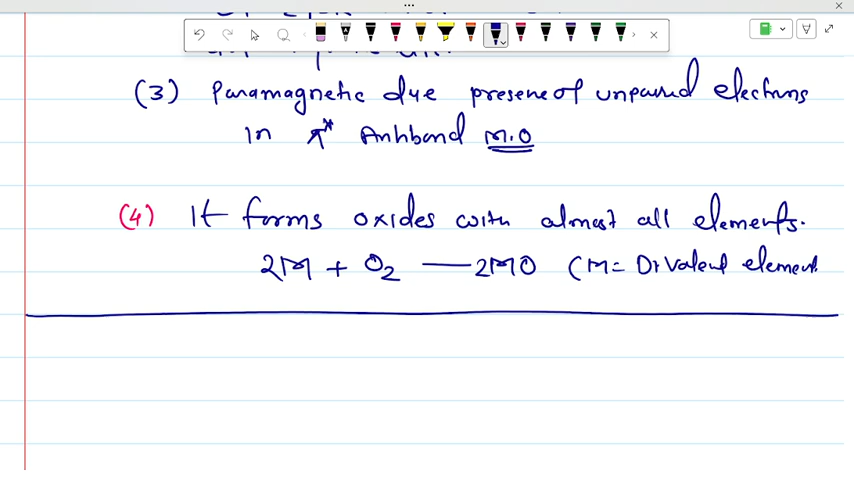 (3) Paramagnetic due presene of unpaired electrons
in π* Antibond M.O
(4) It forms oxides with almost all elements.
2M + O₂ — 2MO (M= Divalent element